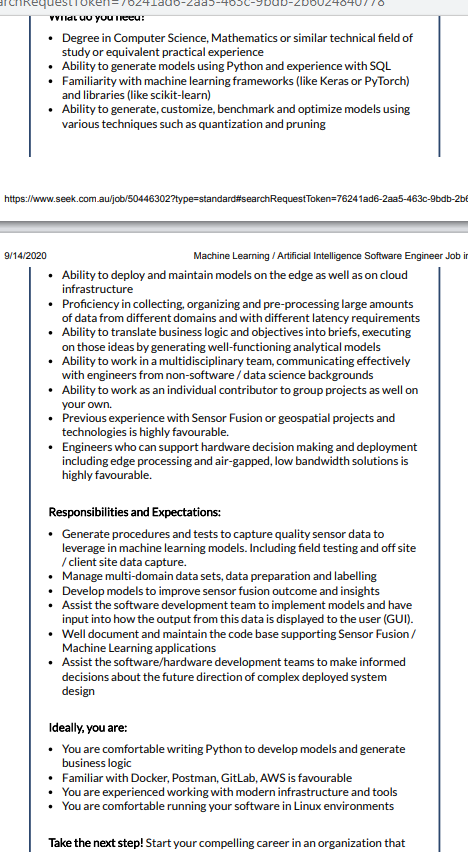 archRequestToken=76241ad6-2aa5-463c-9bdb-2b6024840778
What do you need?
• Degree in Computer Science, Mathematics or similar technical field of
study or equivalent practical experience
• Ability to generate models using Python and experience with SQL
• Familiarity with machine learning frameworks (like Keras or PyTorch)
and libraries (like scikit-learn)
• Ability to generate, customize, benchmark and optimize models using
various techniques such as quantization and pruning
https://www.seek.com.au/job/50446302?type=standard#searchRequestToken=76241ad6-2aa5-463c-9bdb-2b6
9/14/2020 Machine Learning / Artificial Intelligence Software Engineer Job in
• Ability to deploy and maintain models on the edge as well as on cloud
infrastructure
• Proficiency in collecting, organizing and pre-processing large amounts
of data from different domains and with different latency requirements
• Ability to translate business logic and objectives into briefs, executing
on those ideas by generating well-functioning analytical models
• Ability to work in a multidisciplinary team, communicating effectively
with engineers from non-software / data science backgrounds
• Ability to work as an individual contributor to group projects as well on
your own.
• Previous experience with Sensor Fusion or geospatial projects and
technologies is highly favourable.
• Engineers who can support hardware decision making and deployment
including edge processing and air-gapped, low bandwidth solutions is
highly favourable.
Responsibilities and Expectations:
• Generate procedures and tests to capture quality sensor data to
leverage in machine learning models. Including field testing and off site
/ client site data capture.
• Manage multi-domain data sets, data preparation and labelling
• Develop models to improve sensor fusion outcome and insights
• Assist the software development team to implement models and have
input into how the output from this data is displayed to the user (GUI).
• Well document and maintain the code base supporting Sensor Fusion /
Machine Learning applications
• Assist the software/hardware development teams to make informed
decisions about the future direction of complex deployed system
design
Ideally, you are:
• You are comfortable writing Python to develop models and generate
business logic
• Familiar with Docker, Postman, GitLab, AWS is favourable
• You are experienced working with modern infrastructure and tools
• You are comfortable running your software in Linux environments
Take the next step! Start your compelling career in an organization that